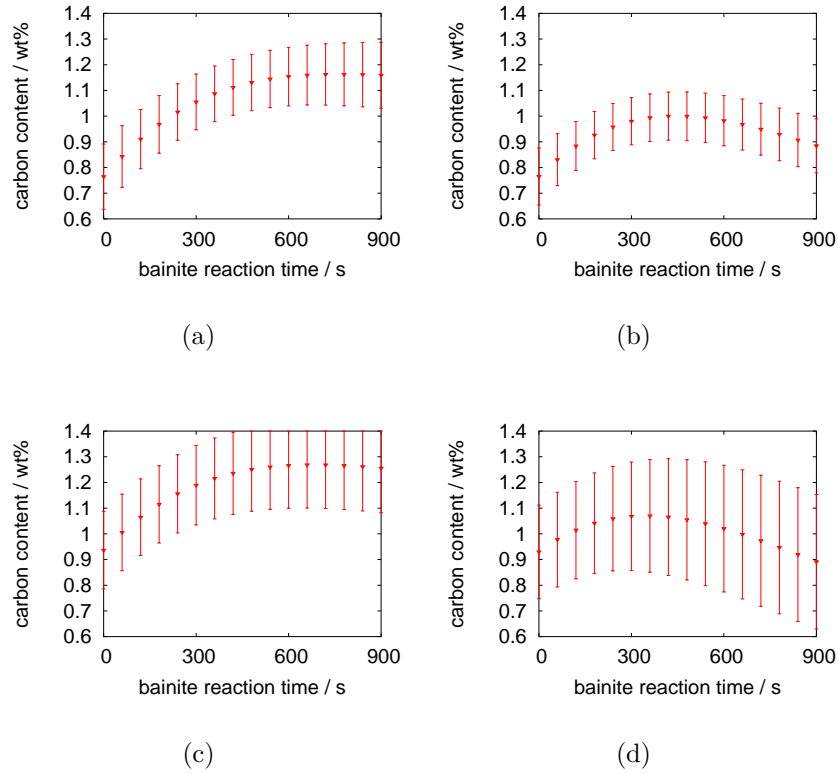 carbon content / wt%
1.4
1.3
1.2
1.1
1
0.9
0.8
0.7
0.6
0 300 600 900
bainite reaction time / s
(a)
carbon content / wt%
1.4
1.3
1.2
1.1
1
0.9
0.8
0.7
0.6
0 300 600 900
bainite reaction time / s
(b)
carbon content / wt%
1.4
1.3
1.2
1.1
1
0.9
0.8
0.7
0.6
0 300 600 900
bainite reaction time / s
(c)
carbon content / wt%
1.4
1.3
1.2
1.1
1
0.9
0.8
0.7
0.6
0 300 600 900
bainite reaction time / s
(d)